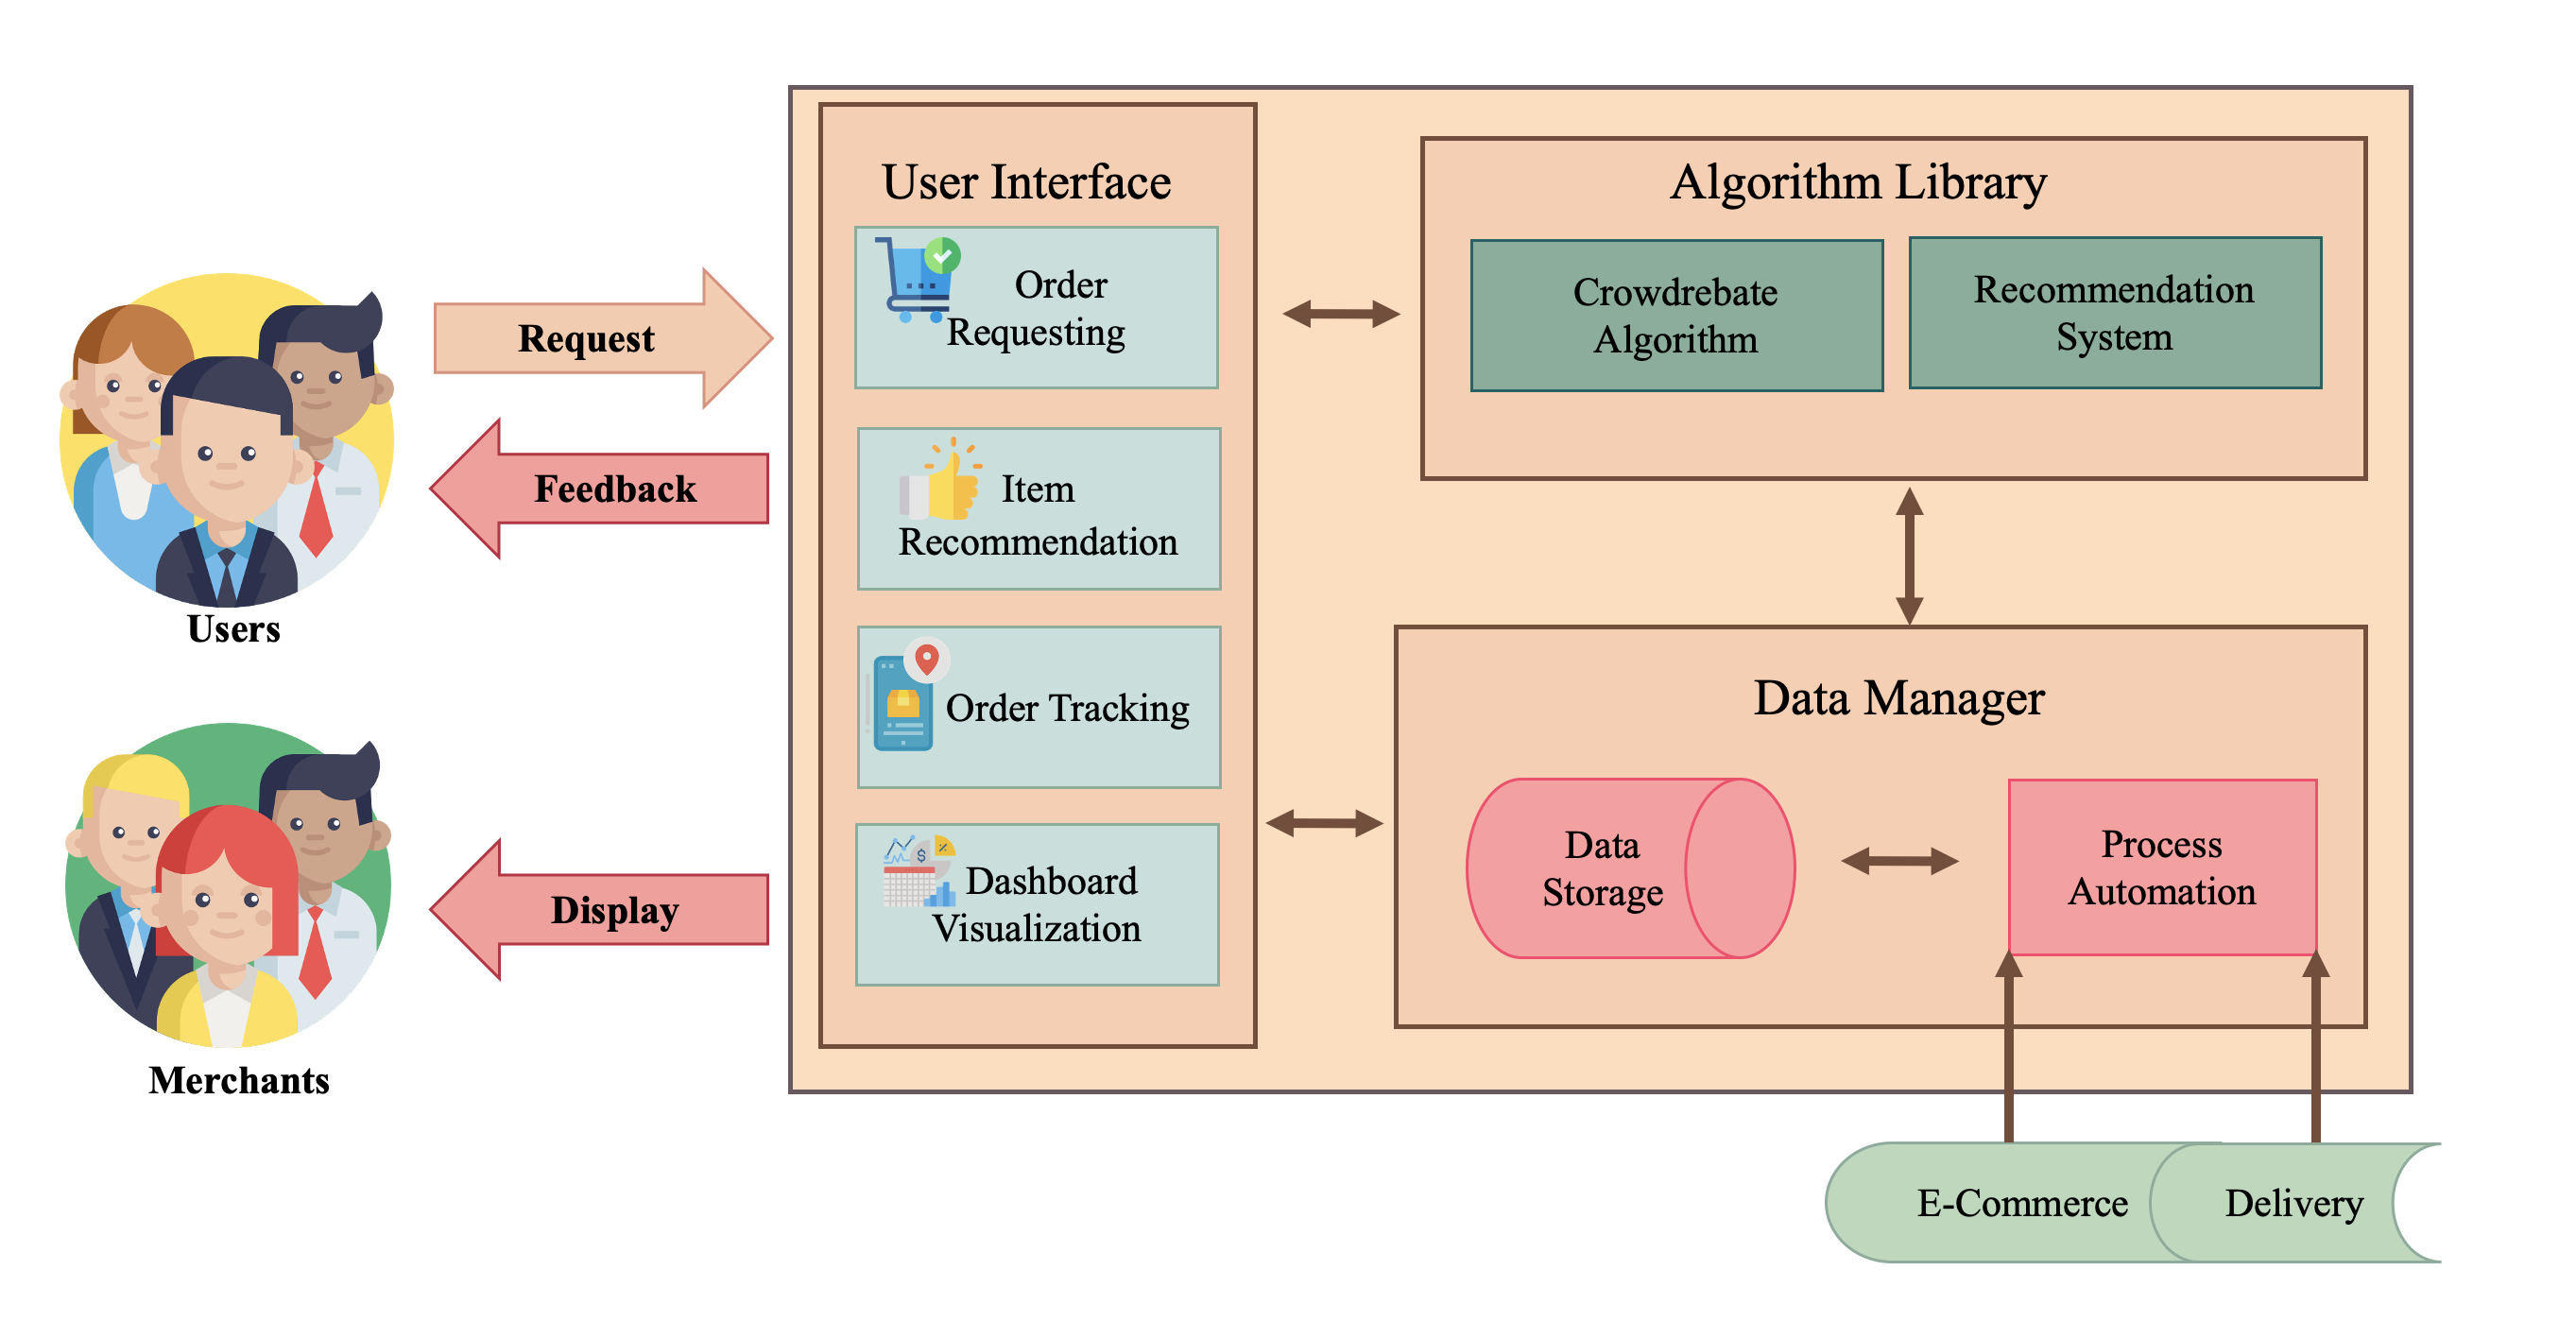 Request
Feedback
Users
Display
Merchants
User Interface
Order
Requesting
Item
Recommendation
Order Tracking
$
%
Dashboard
Visualization
Algorithm Library
Crowdrebate
Algorithm
Recommendation
System
Data Manager
Data
Storage
Process
Automation
E-Commerce
Delivery